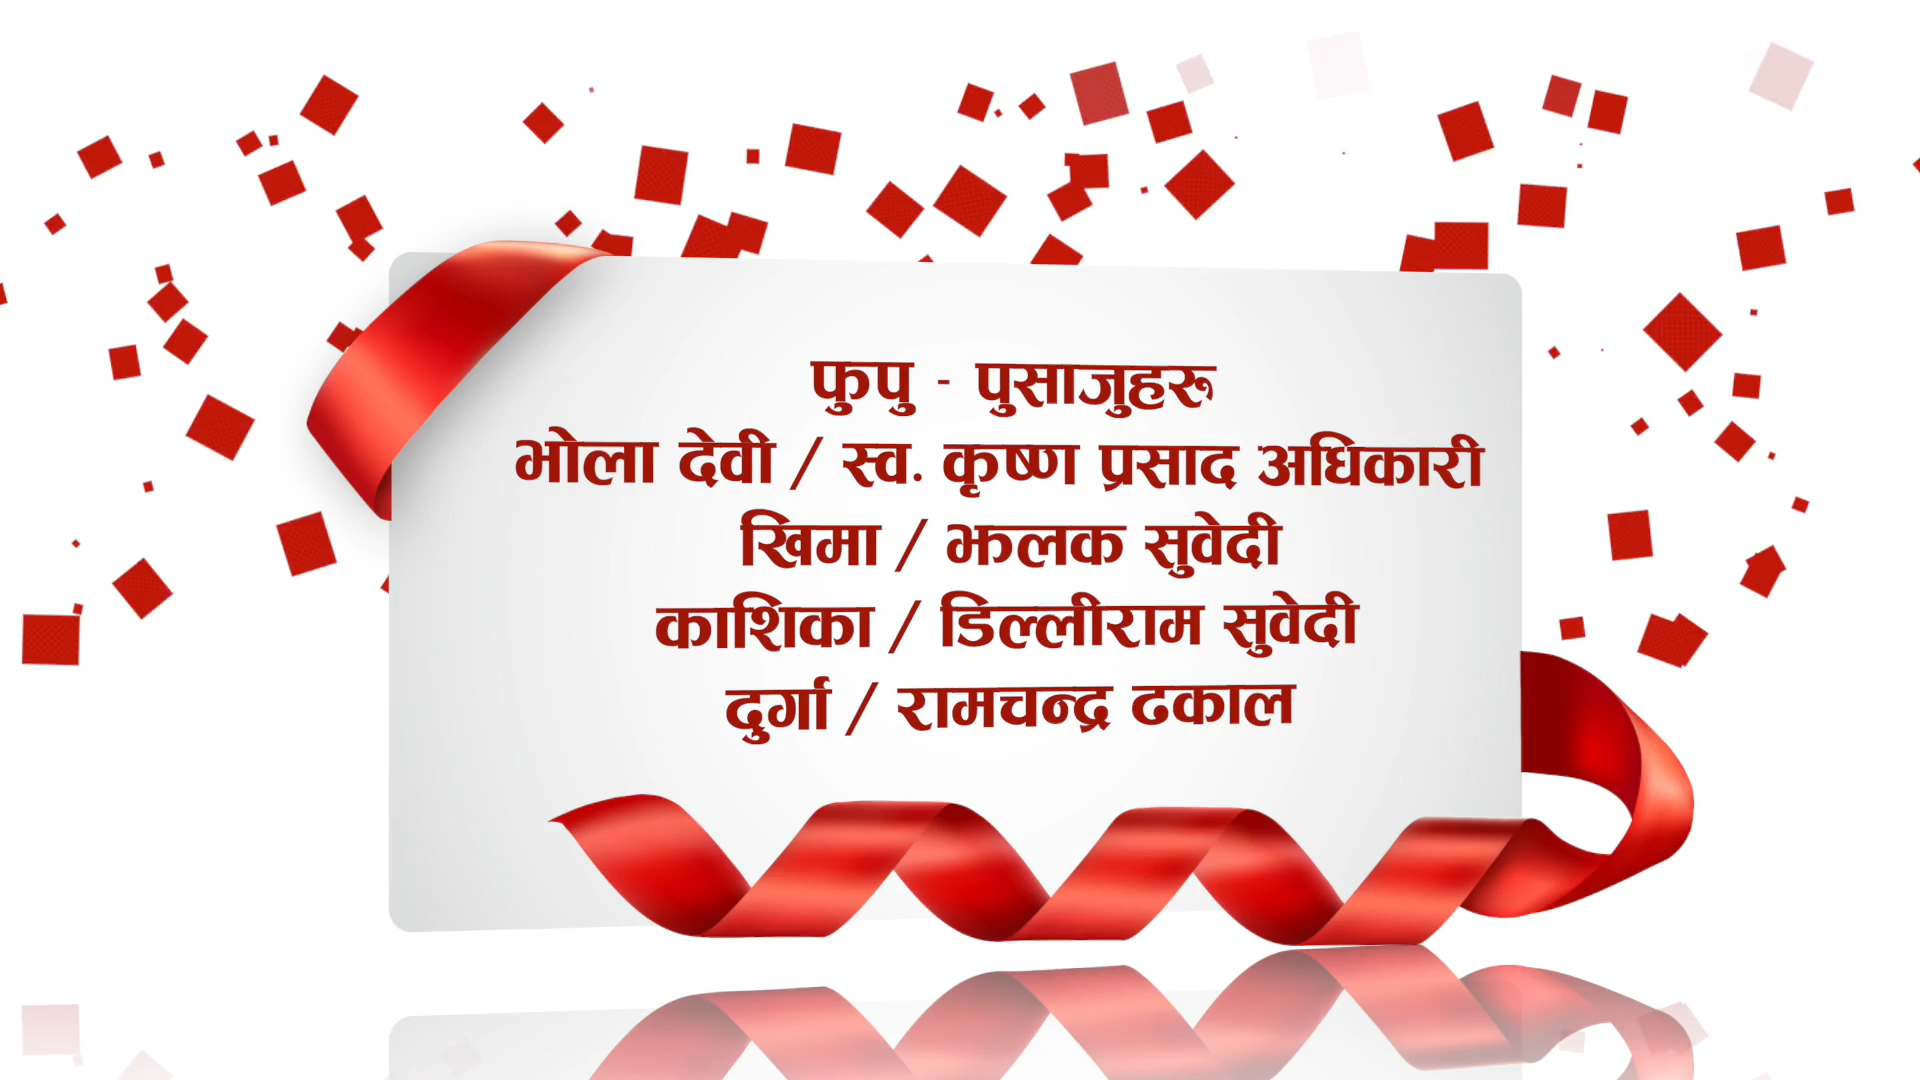 फुपु - पुसाजुहरु
भोला देवी / स्व. कृष्ण प्रसाद अधिकारी
खिमा / झलक सुवेदी
काशिका / डिल्लीराम सुवेदी
दुर्गा / रामचन्द्र ढकाल